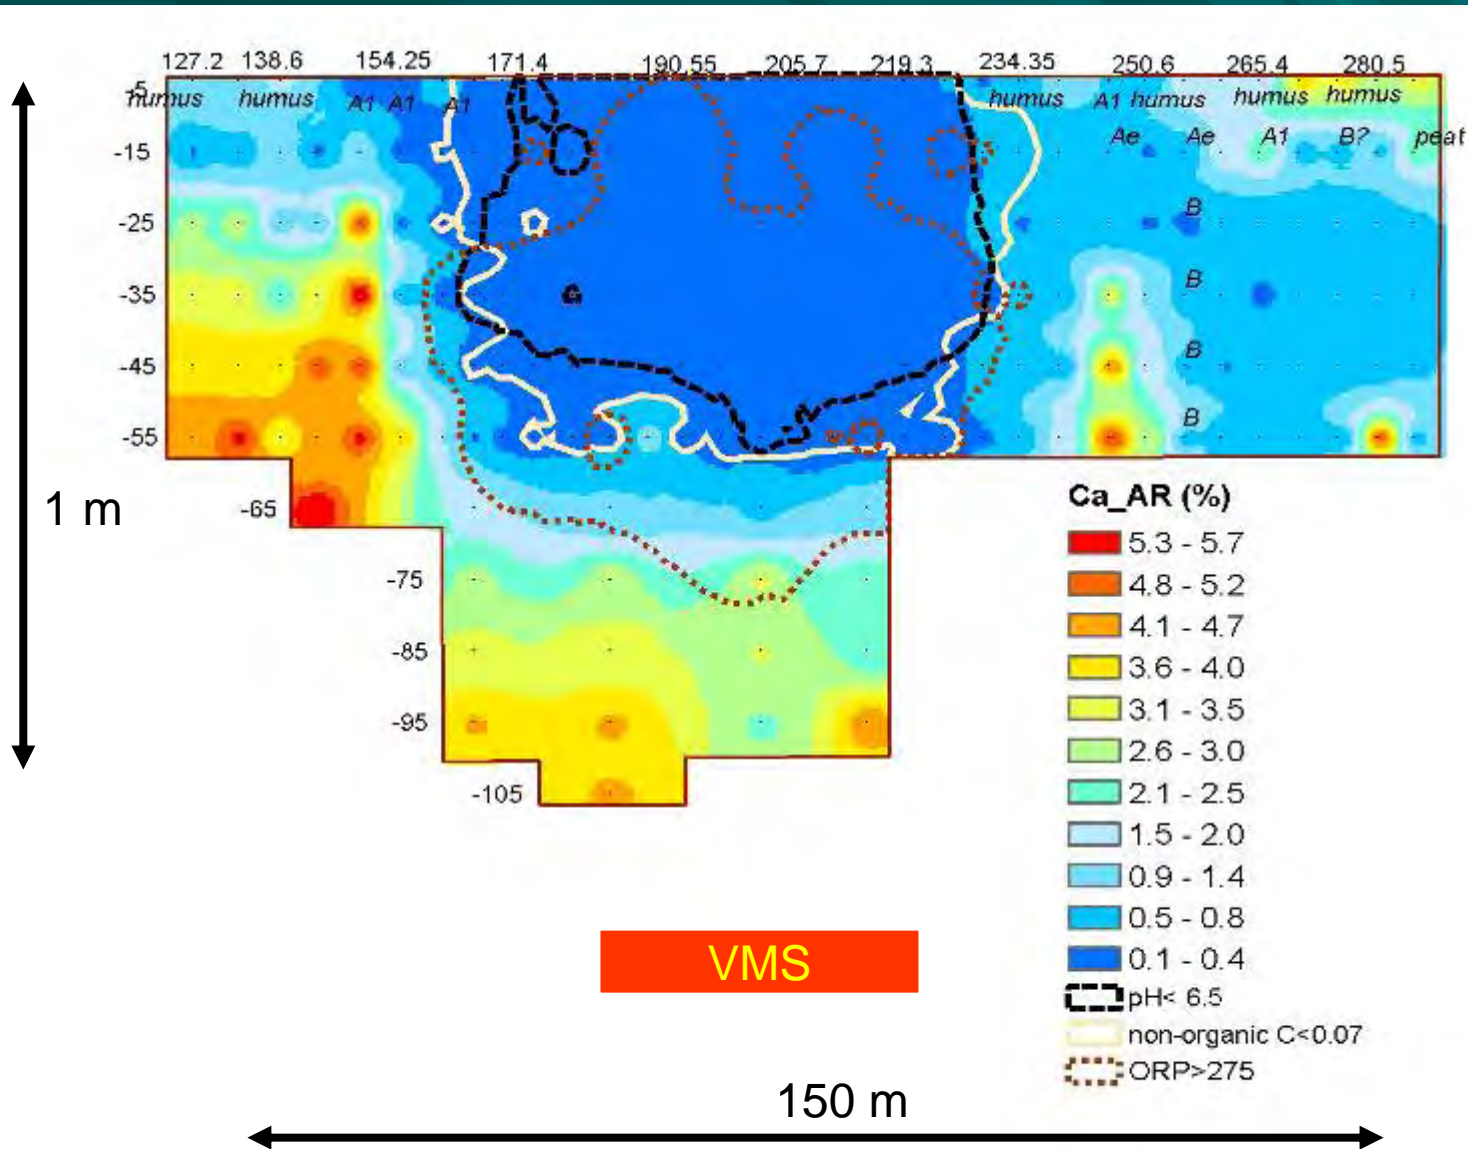 127.2 138.6 154.25 171.4 190.55 205.7 219.3 234.35 250.6 265.4 280.5
-5
humus humus A1 A1 A1 humus A1 humus humus humus
-15 Ae Ae A1 B? peat
-25 B
-35 B
-45 B
-55 B
-65
-75
-85
-95
-105
1 m
Ca_AR (%)
5.3 - 5.7
4.8 - 5.2
4.1 - 4.7
3.6 - 4.0
3.1 - 3.5
2.6 - 3.0
2.1 - 2.5
1.5 - 2.0
0.9 - 1.4
0.5 - 0.8
0.1 - 0.4
pH< 6.5
non-organic C<0.07
ORP>275
VMS
150 m